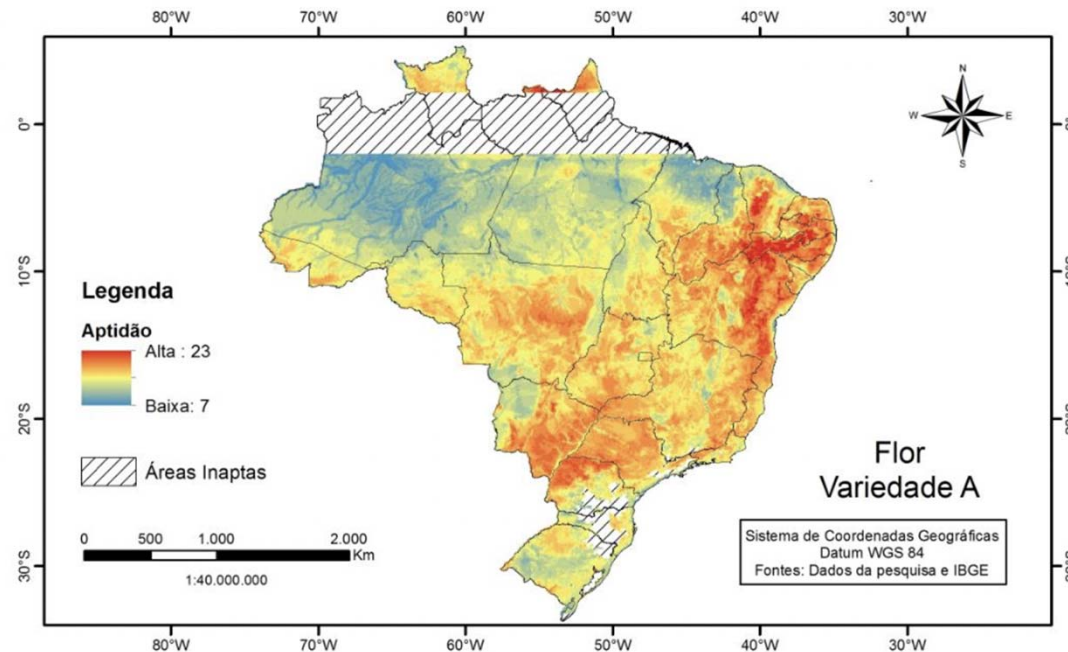 80°W 70°W 60°W 50°W 40°W 30°W
N
W E
S
0°
10°S
20°S
30°S
Legenda
Aptidão
Alta : 23
Baixa: 7
Áreas Inaptas
0 500 1.000 2.000
Km
1:40.000.000
Flor
Variedade A
Sistema de Coordenadas Geográficas
Datum WGS 84
Fontes: Dados da pesquisa e IBGE
80°W 70°W 60°W 50°W 40°W 30°W